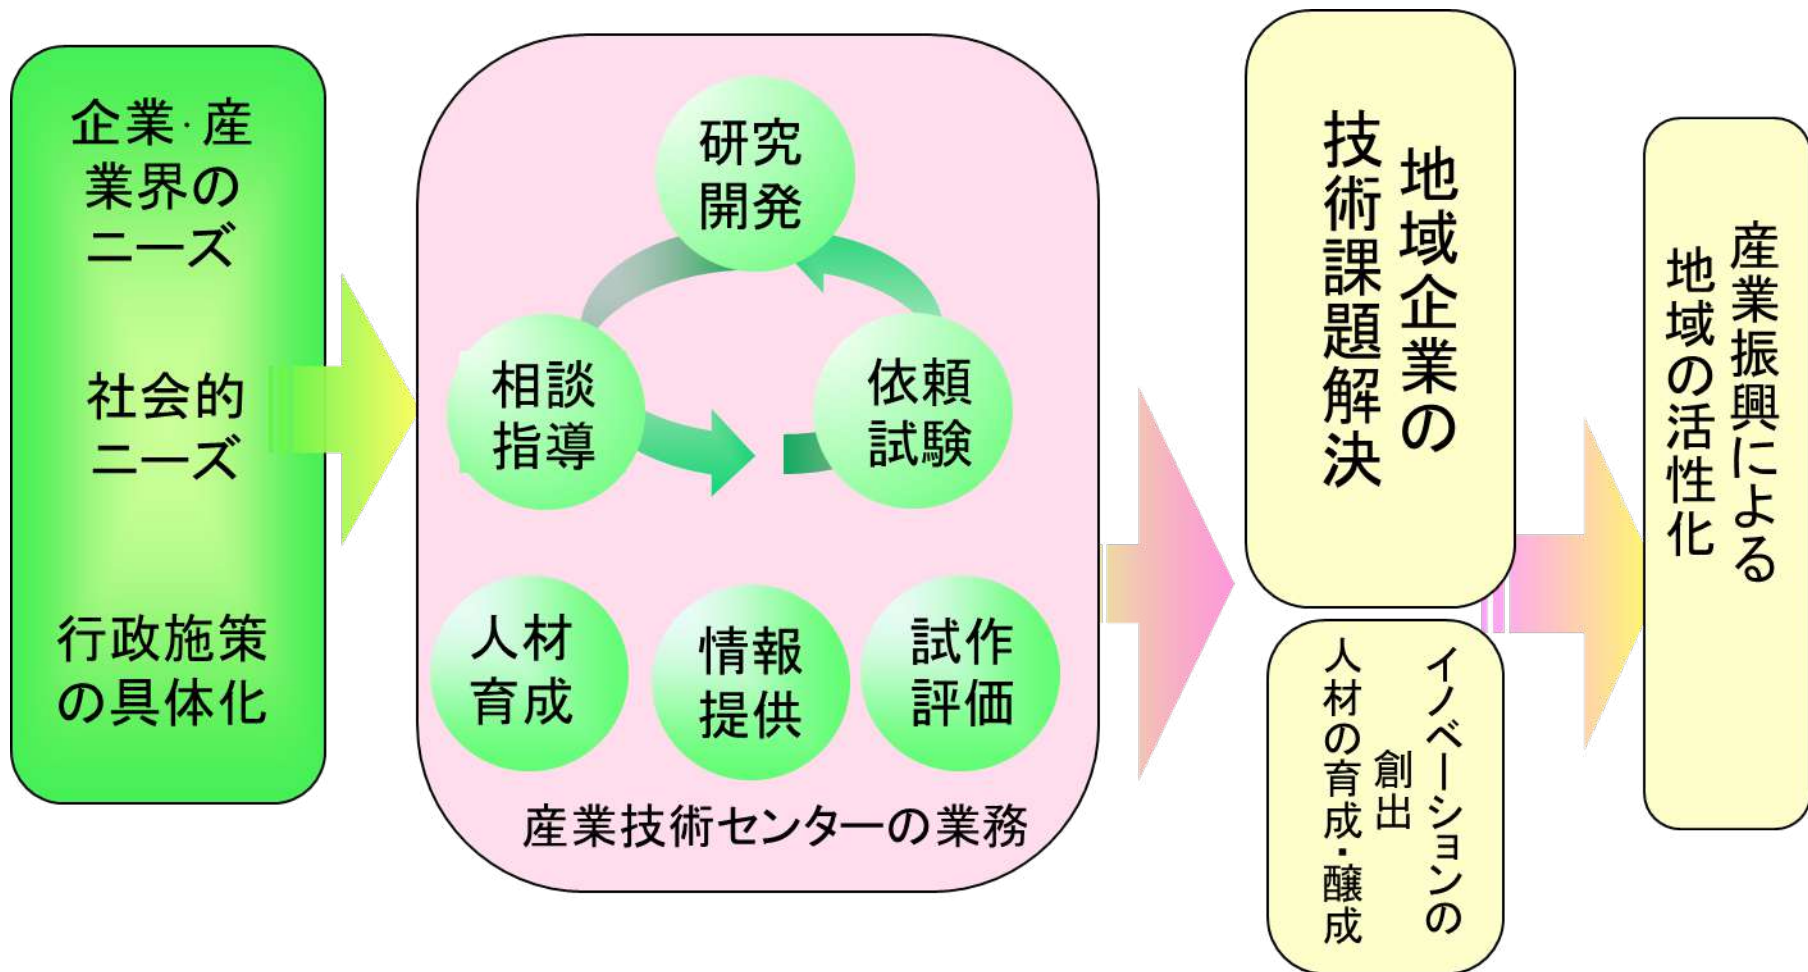 企業・産
業界の
ニーズ
社会的
ニーズ
行政施策
の具体化
研究
開発
相談
指導
依頼
試験
人材
育成
情報
提供
試作
評価
産業技術センターの業務
地域企業の
技術課題解決
イノベーションの
創出
人材の育成・醸成
産業振興による
地域の活性化